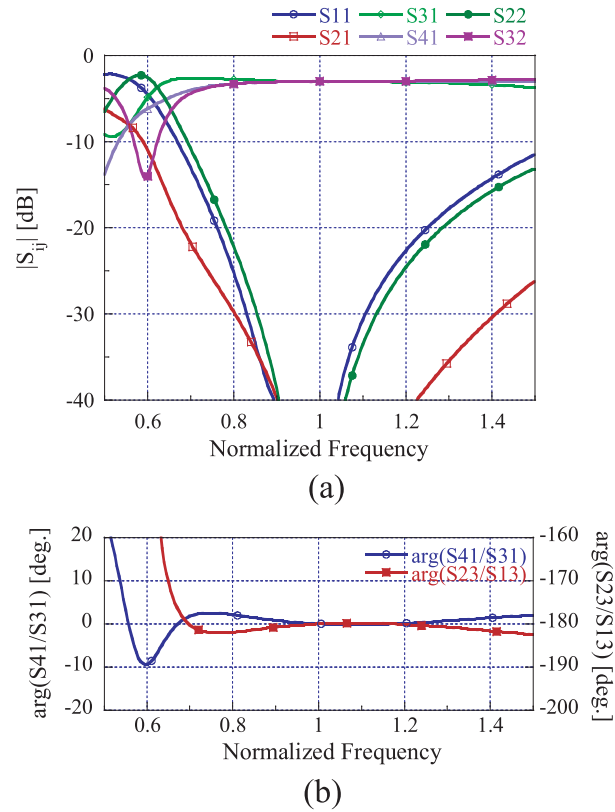 S11 S31 S22
S21 S41 S32
0
-10
-20
-30
-40
|Sij| [dB]
0.6 0.8 1 1.2 1.4
Normalized Frequency
(a)
20
10
0
-10
-20
arg(S41/S31) [deg.]
arg(S41/S31)
arg(S23/S13)
-160
-170
-180
-190
-200
arg(S23/S13) [deg.]
0.6 0.8 1 1.2 1.4
Normalized Frequency
(b)